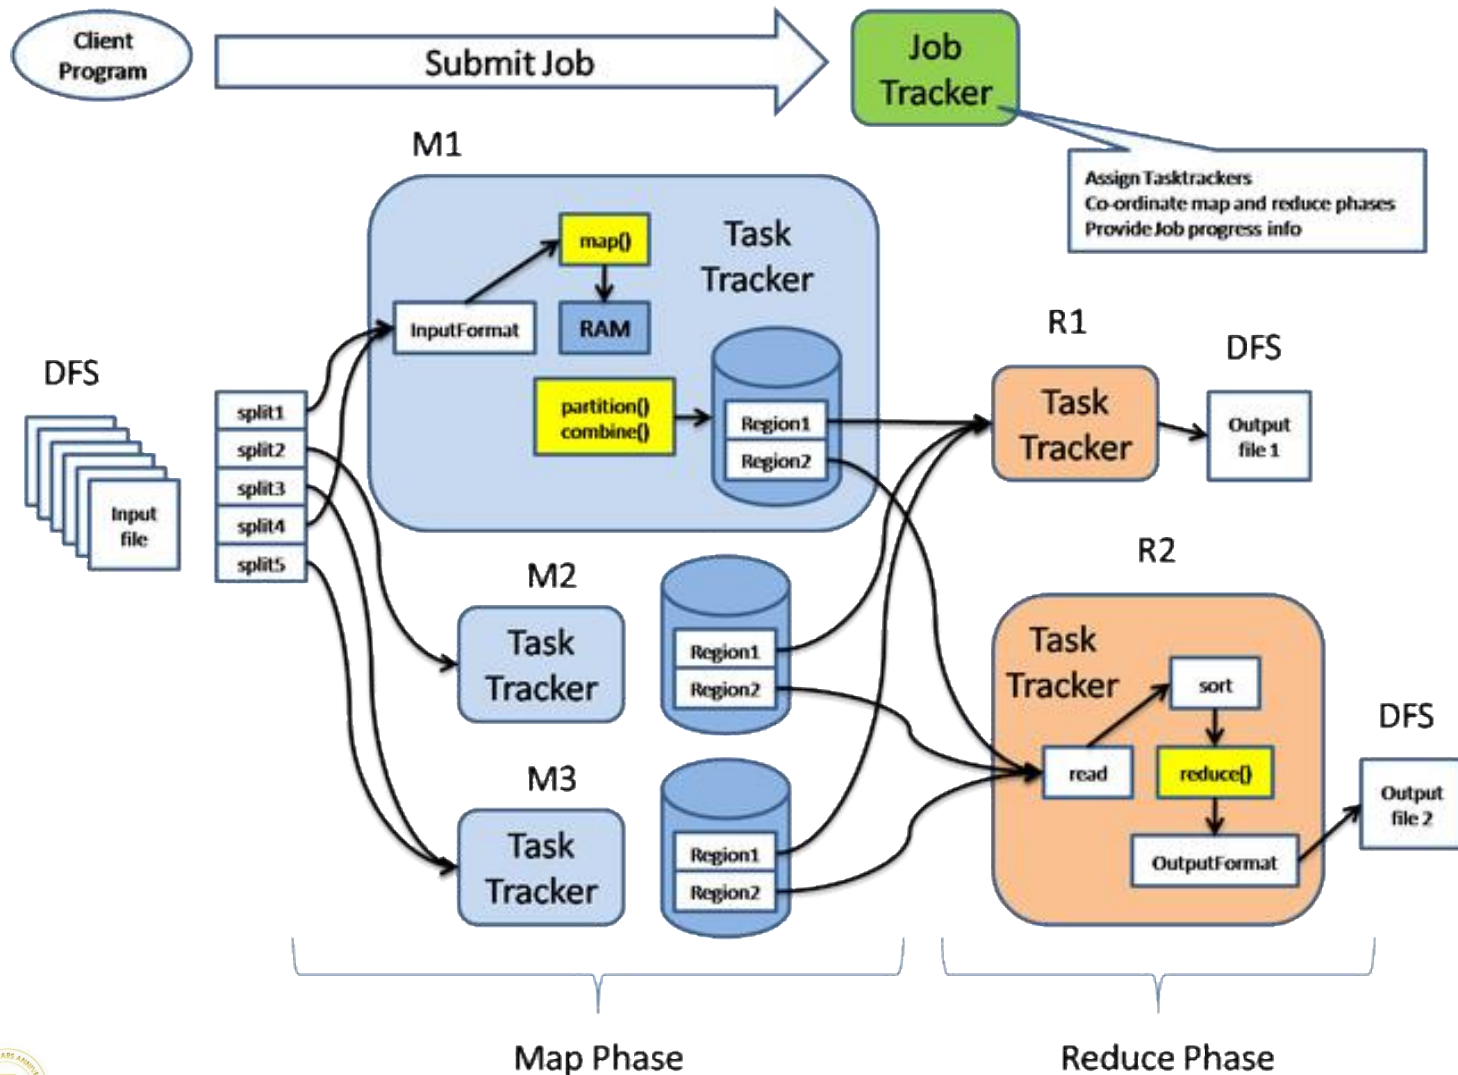 Client
Program
Submit Job
Job
Tracker
Assign Tasktrackers
Co-ordinate map and reduce phases
Provide Job progress info
M1
map()
Task
Tracker
InputFormat
RAM
partition()
combine()
Region1
Region2
DFS
Input
file
split1
split2
split3
split4
split5
R1
Task
Tracker
DFS
Output
file 1
M2
Task
Tracker
Region1
Region2
M3
Task
Tracker
Region1
Region2
R2
Task
Tracker
sort
read
reduce()
OutputFormat
DFS
Output
file 2
Map Phase
Reduce Phase